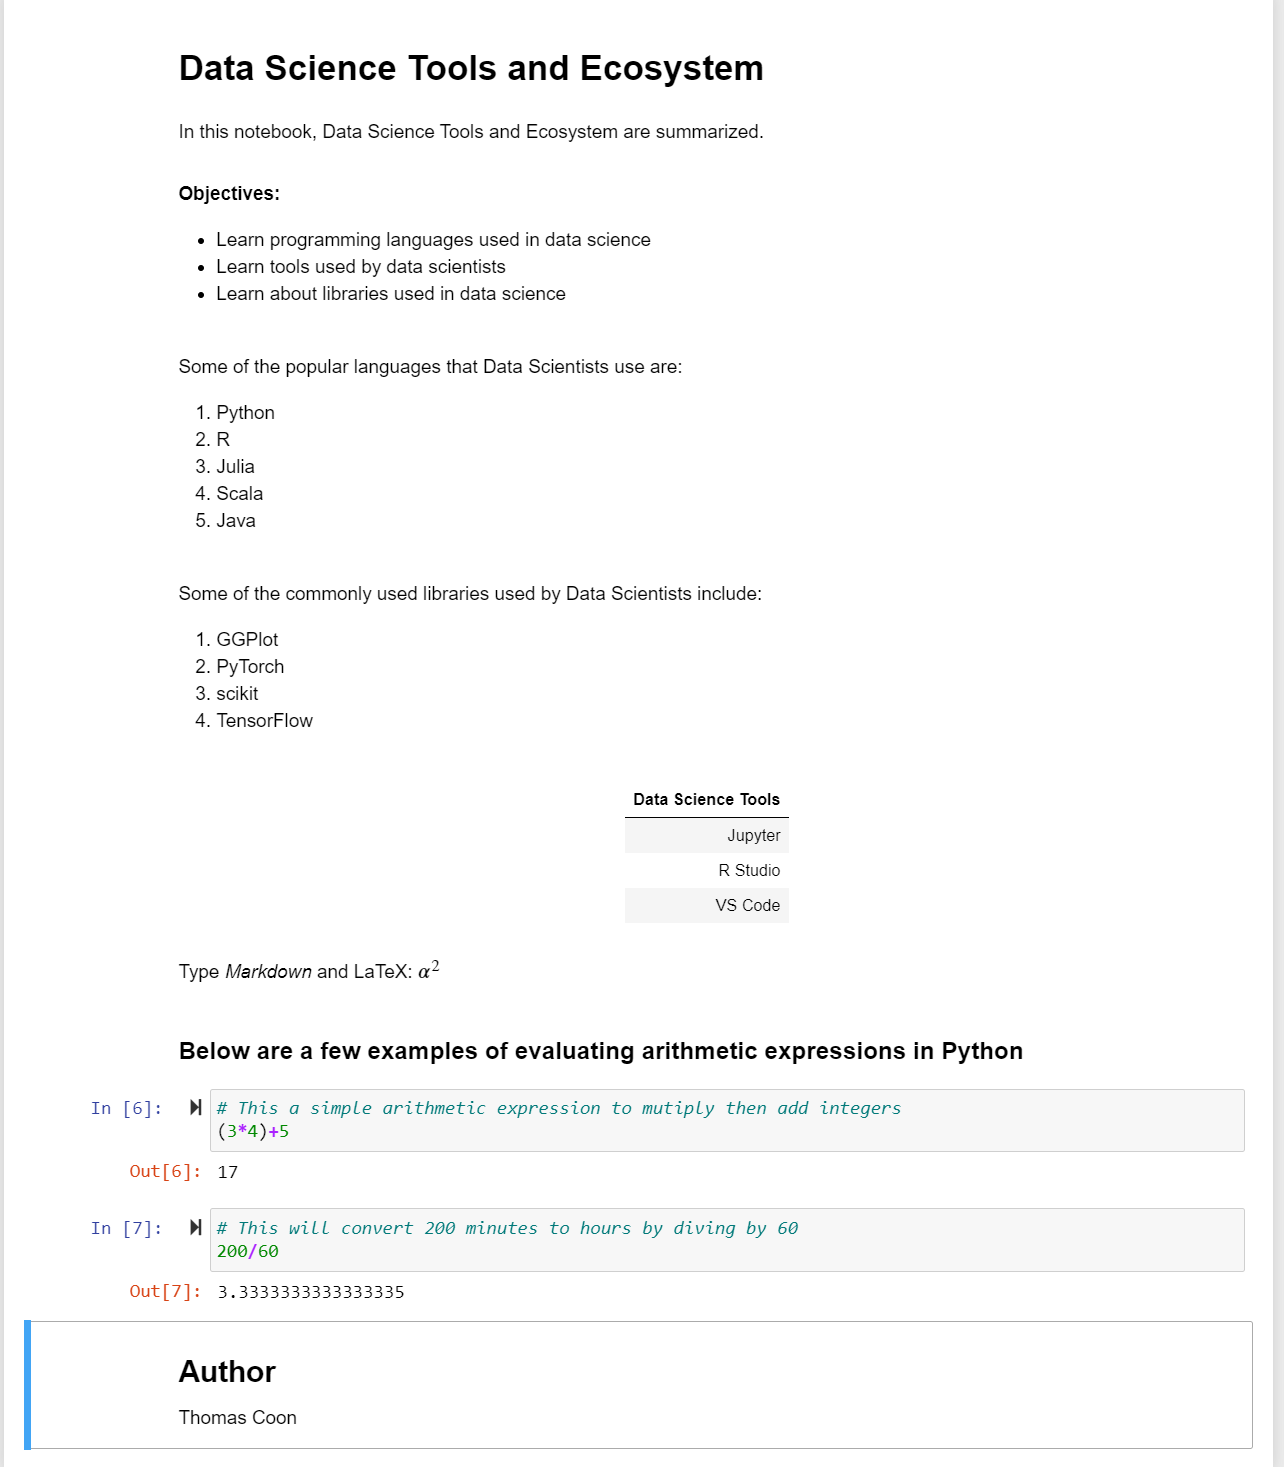 Data Science Tools and Ecosystem
In this notebook, Data Science Tools and Ecosystem are summarized.
Objectives:
• Learn programming languages used in data science
• Learn tools used by data scientists
• Learn about libraries used in data science
Some of the popular languages that Data Scientists use are:
1. Python
2. R
3. Julia
4. Scala
5. Java
Some of the commonly used libraries used by Data Scientists include:
1. GGPlot
2. PyTorch
3. scikit
4. TensorFlow
Data Science Tools
Jupyter
R Studio
VS Code
Type Markdown and LaTeX: α²
Below are a few examples of evaluating arithmetic expressions in Python
In [6]: # This a simple arithmetic expression to mutiply then add integers
(3*4)+5
Out[6]: 17
In [7]: # This will convert 200 minutes to hours by diving by 60
200/60
Out[7]: 3.3333333333333335
Author
Thomas Coon